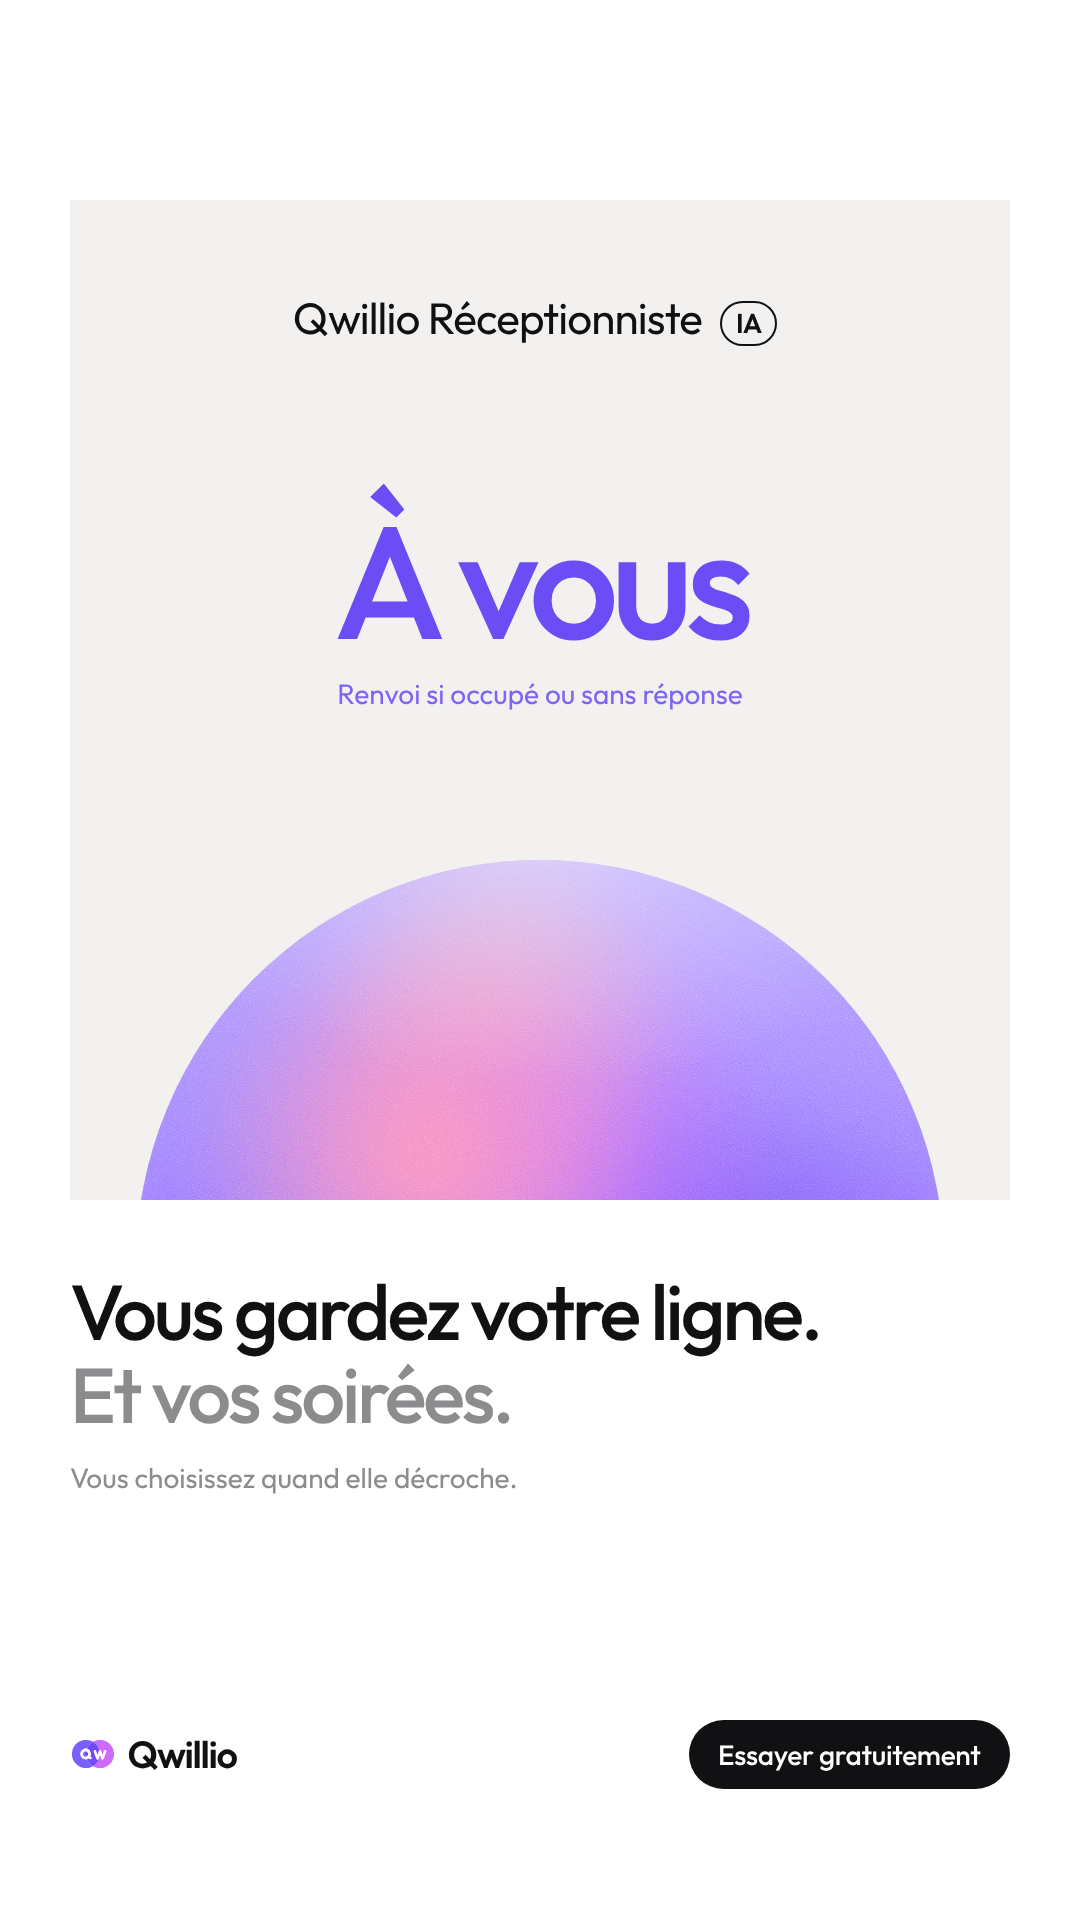 Qwillio Réceptionniste IA
À vous
Renvoi si occupé ou sans réponse
Vous gardez votre ligne.
Et vos soirées.
Vous choisissez quand elle décroche.
QW Qwillio
Essayer gratuitement